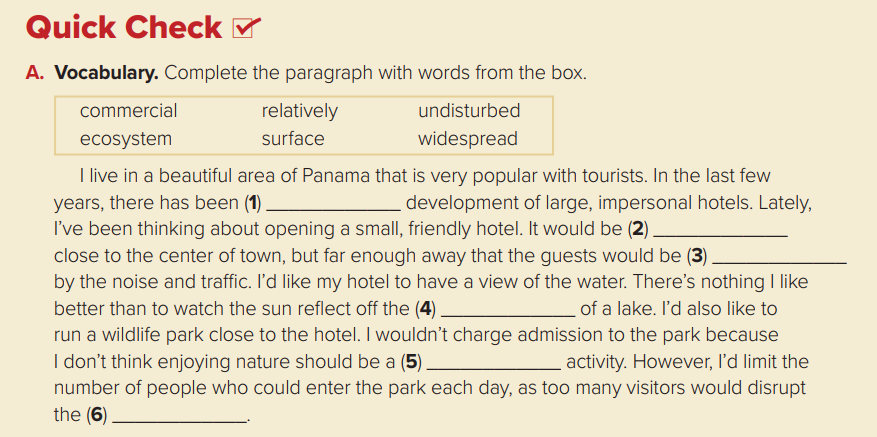 Quick Check
A. Vocabulary. Complete the paragraph with words from the box.
commercial relatively undisturbed
ecosystem surface widespread
I live in a beautiful area of Panama that is very popular with tourists. In the last few
years, there has been (1) ____________ development of large, impersonal hotels. Lately,
I’ve been thinking about opening a small, friendly hotel. It would be (2) ____________
close to the center of town, but far enough away that the guests would be (3) ____________
by the noise and traffic. I’d like my hotel to have a view of the water. There’s nothing I like
better than to watch the sun reflect off the (4) ____________ of a lake. I’d also like to
run a wildlife park close to the hotel. I wouldn’t charge admission to the park because
I don’t think enjoying nature should be a (5) ____________ activity. However, I’d limit the
number of people who could enter the park each day, as too many visitors would disrupt
the (6) ____________.